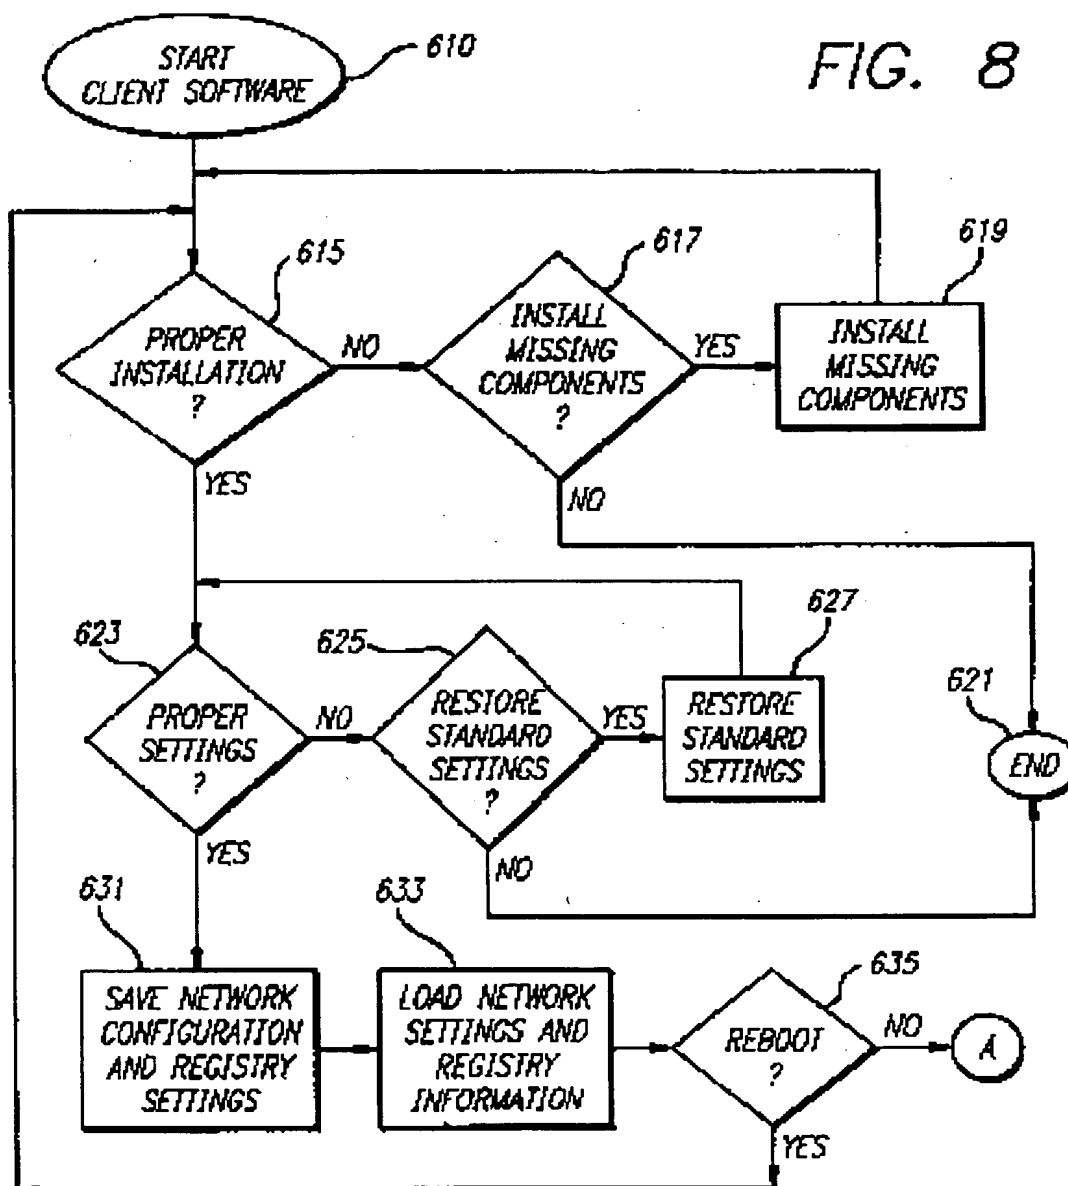 FIG. 8
START
CLIENT SOFTWARE
610
615
PROPER
INSTALLATION
?
NO
YES
617
INSTALL
MISSING
COMPONENTS
?
YES
NO
619
INSTALL
MISSING
COMPONENTS
623
PROPER
SETTINGS
?
NO
YES
625
RESTORE
STANDARD
SETTINGS
?
YES
NO
627
RESTORE
STANDARD
SETTINGS
621
END
631
SAVE NETWORK
CONFIGURATION
AND REGISTRY
SETTINGS
633
LOAD NETWORK
SETTINGS AND
REGISTRY
INFORMATION
635
REBOOT
?
NO
A
YES